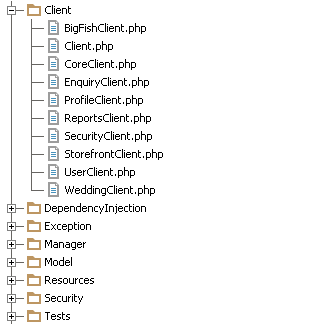 Client
BigFishClient.php
Client.php
CoreClient.php
EnquiryClient.php
ProfileClient.php
ReportsClient.php
SecurityClient.php
StorefrontClient.php
UserClient.php
WeddingClient.php
DependencyInjection
Exception
Manager
Model
Resources
Security
Tests